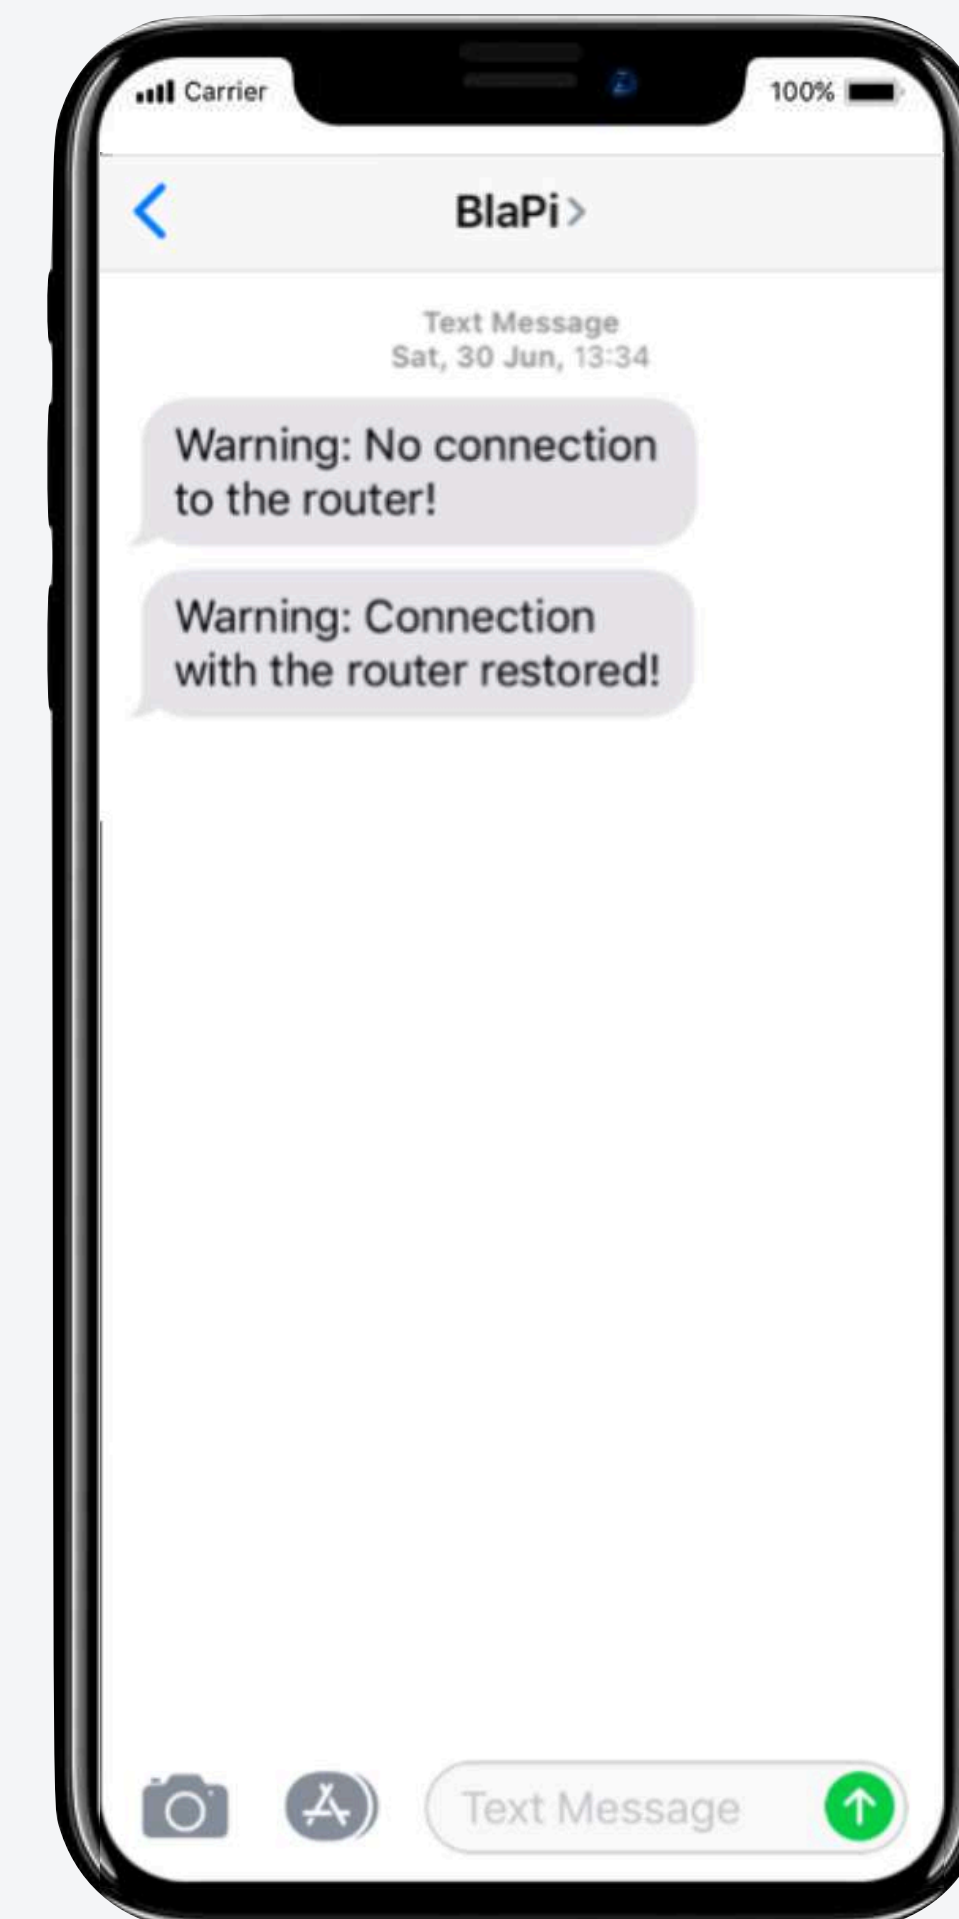 Carrier
100%
BlaPi
Text Message
Sat, 30 Jun, 13:34
Warning: No connection
to the router!
Warning: Connection
with the router restored!
Text Message